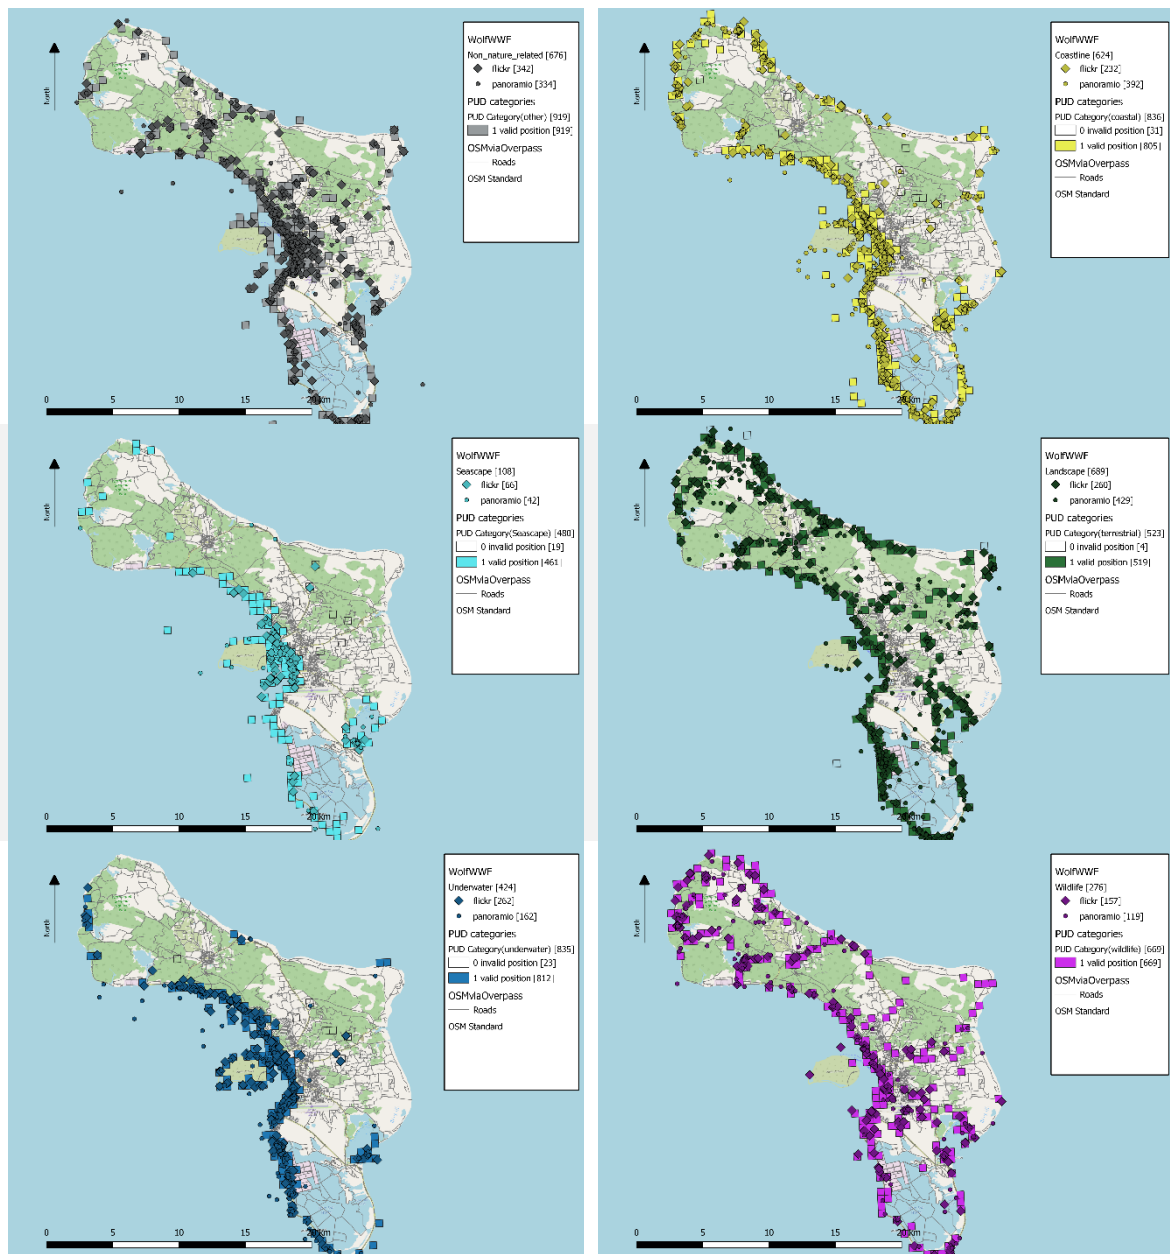 WolfWWF
Non_nature_related [676]
flickr [342]
panoramio [334]
PUD categories
PUD Category(other) [919]
1 valid position [919]
OSMviaOverpass
Roads
OSM Standard
North
0 5 10 15 20 km
WolfWWF
Coastline [624]
flickr [232]
panoramio [392]
PUD categories
PUD Category(coastal) [836]
0 invalid position [31]
1 valid position [805]
OSMviaOverpass
Roads
OSM Standard
North
0 5 10 15 20 km
WolfWWF
Seascape [108]
flickr [66]
panoramio [42]
PUD categories
PUD Category(Seascape) [480]
0 invalid position [19]
1 valid position [461]
OSMviaOverpass
Roads
OSM Standard
North
0 5 10 15 20 km
WolfWWF
Landscape [689]
flickr [260]
panoramio [429]
PUD categories
PUD Category(terrestrial) [523]
0 invalid position [4]
1 valid position [519]
OSMviaOverpass
Roads
OSM Standard
North
0 5 10 15 20 km
WolfWWF
Underwater [424]
flickr [262]
panoramio [162]
PUD categories
PUD Category(underwater) [835]
0 invalid position [23]
1 valid position [812]
OSMviaOverpass
Roads
OSM Standard
North
0 5 10 15 20 km
WolfWWF
Wildlife [276]
flickr [157]
panoramio [119]
PUD categories
PUD Category(wildlife) [669]
1 valid position [669]
OSMviaOverpass
Roads
OSM Standard
North
0 5 10 15 20 km